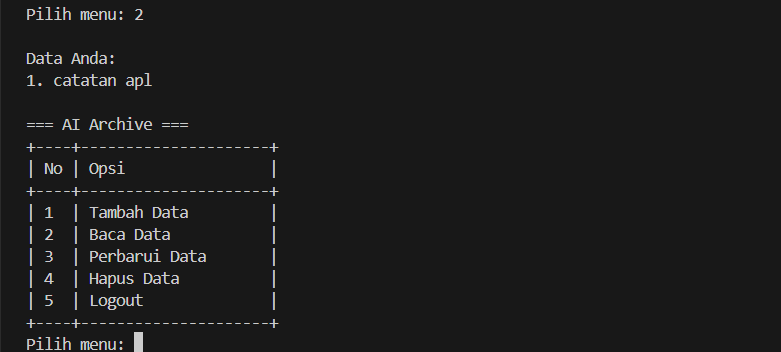 Pilih menu: 2
Data Anda:
1. catatan apl
=== AI Archive ===
+----+---------------------+
| No | Opsi                |
+----+---------------------+
| 1  | Tambah Data         |
| 2  | Baca Data           |
| 3  | Perbarui Data       |
| 4  | Hapus Data          |
| 5  | Logout              |
+----+---------------------+
Pilih menu: